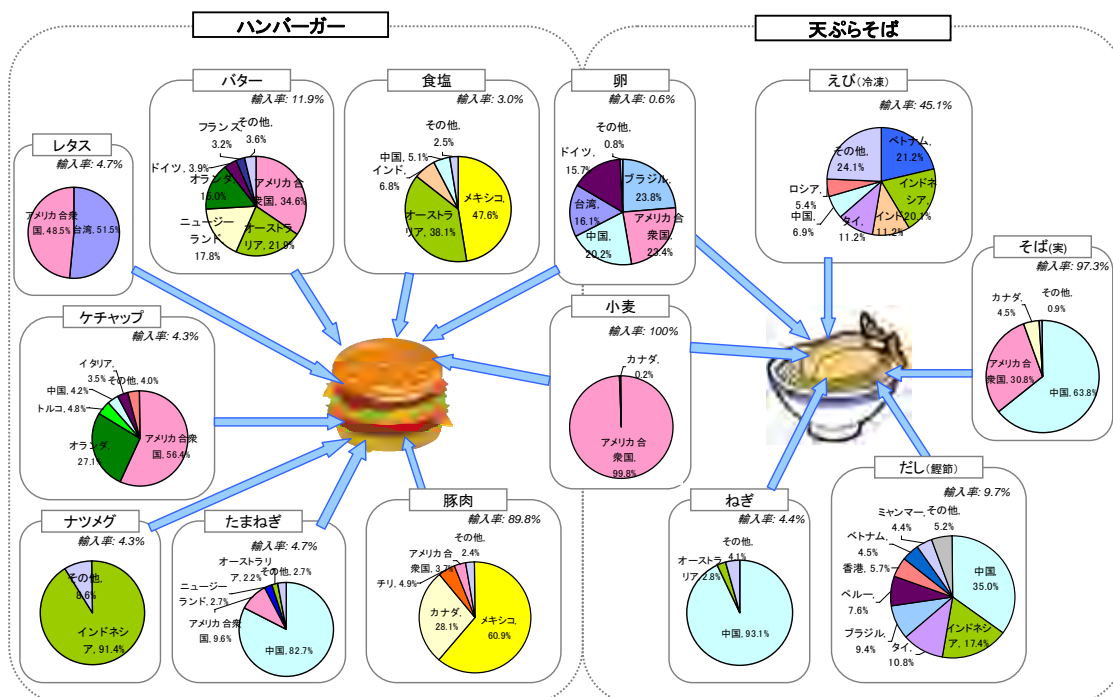 ハンバーガー
天ぷらそば
バター
輸入率: 11.9%
フランス,
3.2%
その他,
3.6%
ドイツ, 3.9%
オランダ,
15.0%
アメリカ合
衆国, 34.6%
ニュージー
ランド,
17.8%
オーストラ
リア, 21.9%
食塩
輸入率: 3.0%
その他,
2.5%
中国, 5.1%
インド,
6.8%
オースト
ラリア, 38.1%
メキシコ,
47.6%
卵
輸入率: 0.6%
その他,
0.8%
ドイツ,
15.7%
ブラジル,
23.8%
台湾,
16.1%
中国,
20.2%
アメリカ合
衆国,
23.4%
えび(冷凍)
輸入率: 45.1%
その他,
24.1%
ベトナム,
21.2%
ロシア,
5.4%
中国,
6.9%
タイ,
11.2%
インド,
11.2%
インドネ
シア,
20.1%
レタス
輸入率: 4.7%
アメリカ合衆
国, 48.5%
台湾, 51.5%
そば(実)
輸入率: 97.3%
カナダ,
4.5%
その他,
0.9%
アメリカ合
衆国, 30.8%
中国, 63.8%
ケチャップ
輸入率: 4.3%
イタリア,
3.5%
その他, 4.0%
中国, 4.2%
トルコ, 4.8%
オランダ,
27.1%
アメリカ合衆
国, 56.4%
小麦
輸入率: 100%
カナダ,
0.2%
アメリカ合
衆国,
99.8%
ナツメグ
輸入率: 4.3%
その他,
8.6%
インドネシ
ア, 91.4%
たまねぎ
輸入率: 4.7%
オーストラリ
ア, 2.2%
その他, 2.7%
ニュージー
ランド, 2.7%
アメリカ合衆
国, 9.6%
中国, 82.7%
豚肉
輸入率: 89.8%
その他,
2.4%
アメリカ合
衆国, 3.7%
チリ, 4.9%
カナダ,
28.1%
メキシコ,
60.9%
ねぎ
輸入率: 4.4%
その他,
4.1%
オーストラ
リア, 2.8%
中国, 93.1%
だし(鰹節)
輸入率: 9.7%
ミャンマー,
4.4%
その他,
5.2%
ベトナム,
4.5%
香港, 5.7%
ペルー,
7.6%
ブラジル,
9.4%
タイ,
10.8%
中国,
35.0%
インドネシ
ア, 17.4%